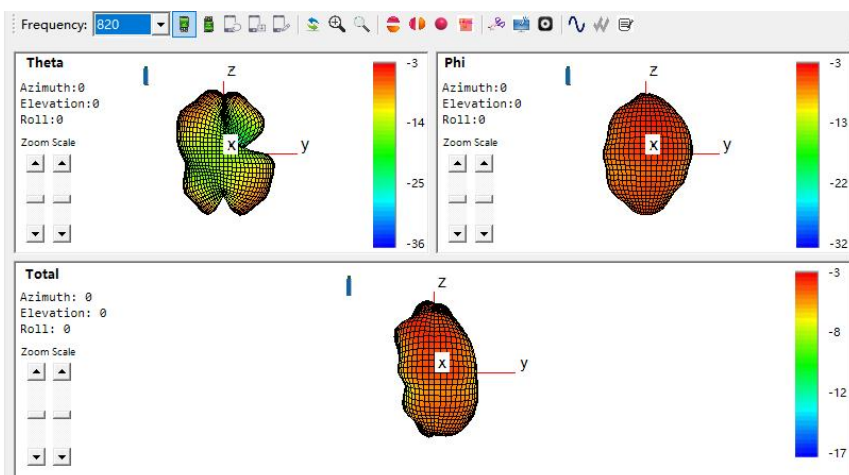 Frequency: 820
Theta
Azimuth:0
Elevation:0
Roll:0
Zoom Scale
z
x
y
-3
-14
-25
-36
Phi
Azimuth:0
Elevation:0
Roll:0
Zoom Scale
z
x
y
-3
-13
-22
-32
Total
Azimuth: 0
Elevation: 0
Roll: 0
Zoom Scale
z
x
y
-3
-8
-12
-17